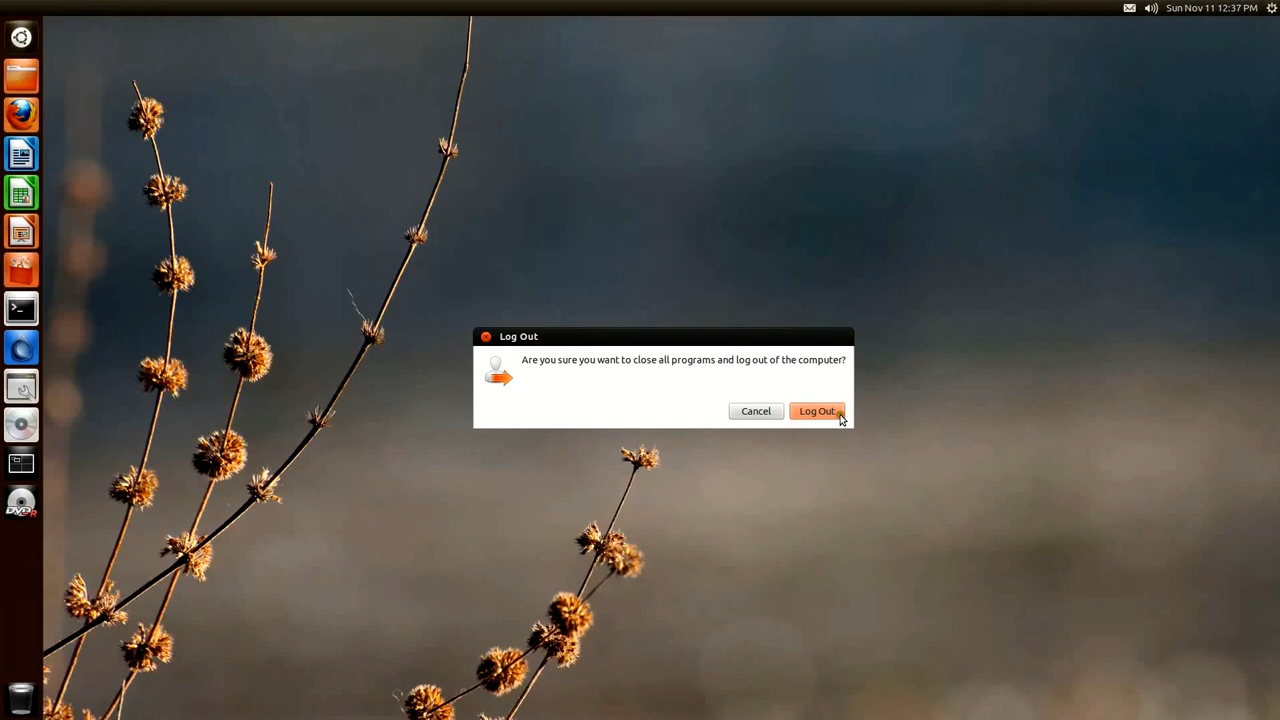 Sun Nov 11 12:37 PM
Log Out
Are you sure you want to close all programs and log out of the computer?
Cancel
Log Out
DVD R